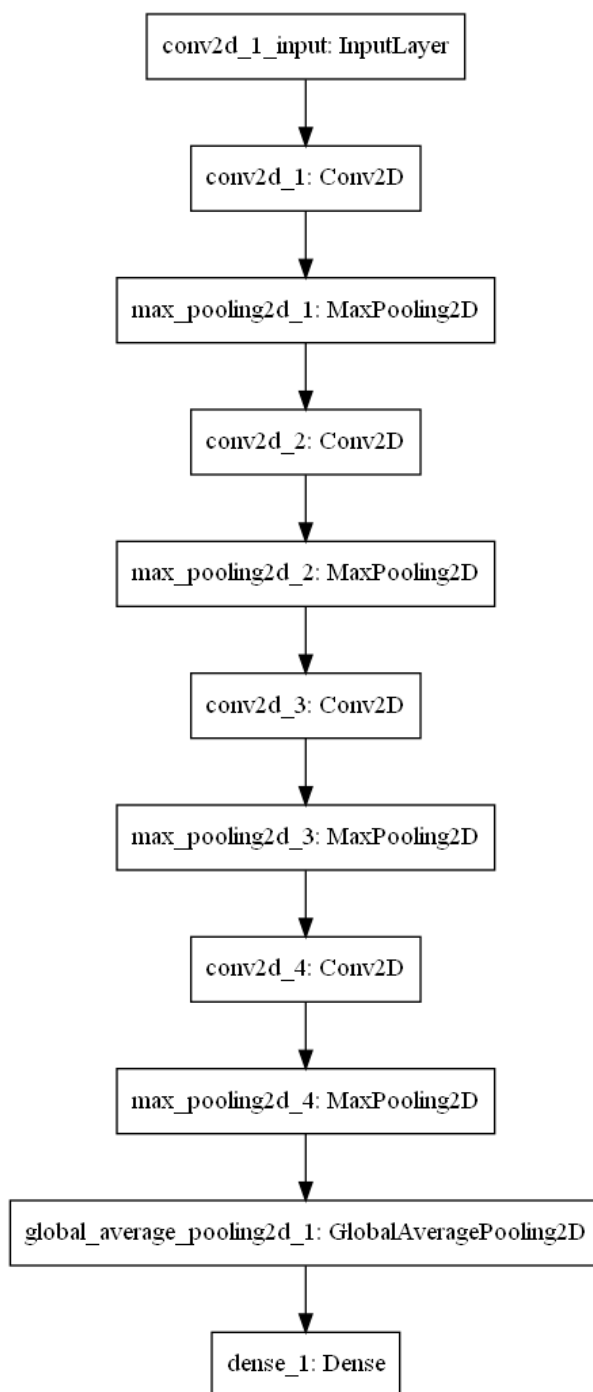 conv2d_1_input: InputLayer
conv2d_1: Conv2D
max_pooling2d_1: MaxPooling2D
conv2d_2: Conv2D
max_pooling2d_2: MaxPooling2D
conv2d_3: Conv2D
max_pooling2d_3: MaxPooling2D
conv2d_4: Conv2D
max_pooling2d_4: MaxPooling2D
global_average_pooling2d_1: GlobalAveragePooling2D
dense_1: Dense